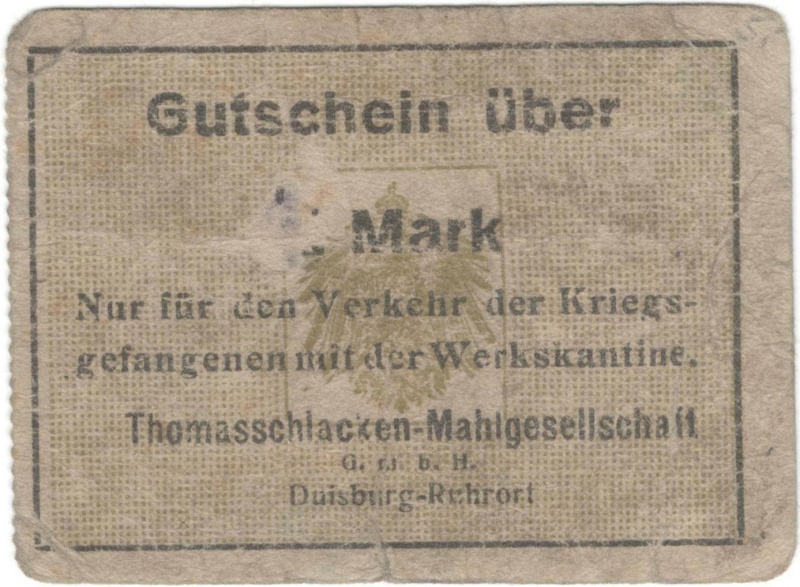 Gutschein über
Mark
Nur für den Verkehr der Kriegs-
gefangenen mit der Werkskantine.
Thomasschlacken-Mahlgesellschaft
G. m. b. H.
Duisburg-Ruhrort